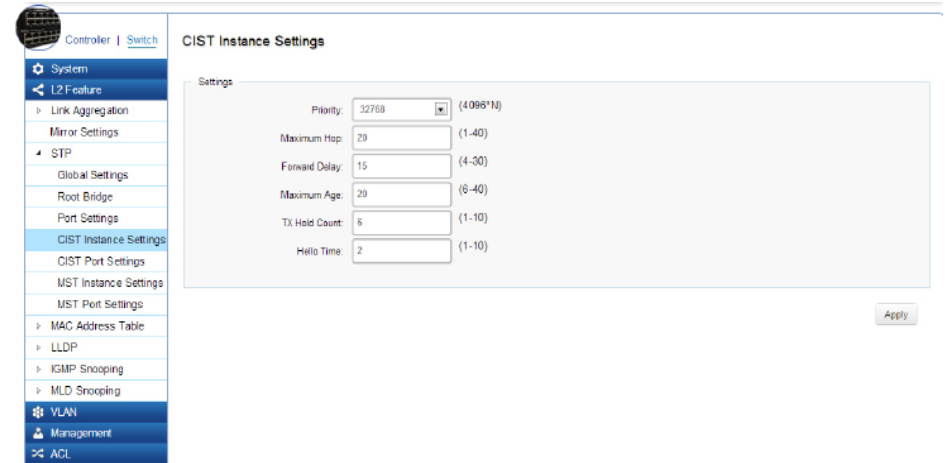 Controller | Switch
CIST Instance Settings
System
L2 Feature
Link Aggregation
Mirror Settings
STP
Global Settings
Root Bridge
Port Settings
CIST Instance Settings
CIST Port Settings
MST Instance Settings
MST Port Settings
MAC Address Table
LLDP
IGMP Snooping
MLD Snooping
VLAN
Management
ACL
Settings
Priority: 32768 (4096*N)
Maximum Hop: 20 (1-40)
Forward Delay: 15 (4-30)
Maximum Age: 20 (6-40)
TX Hold Count: 6 (1-10)
Hello Time: 2 (1-10)
Apply